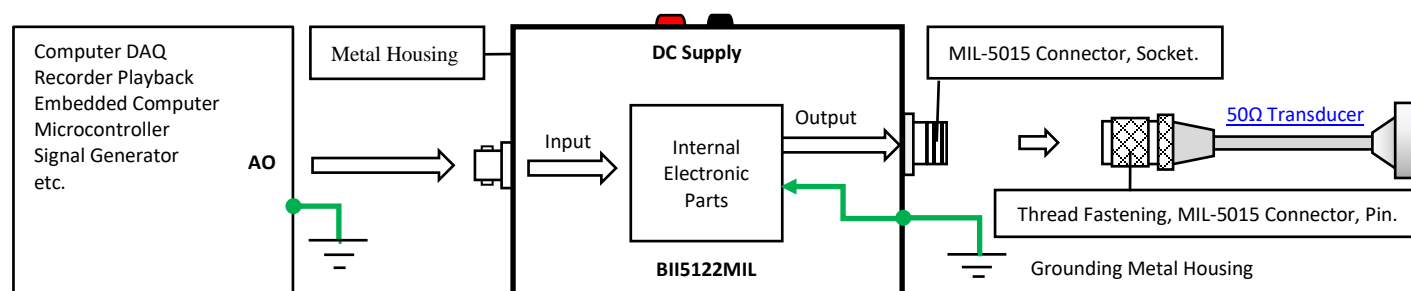 Computer DAQ
Recorder Playback
Embedded Computer
Microcontroller
Signal Generator
etc.
AO
Metal Housing
DC Supply
Input
Internal
Electronic
Parts
Output
BII5122MIL
MIL-5015 Connector, Socket.
50Ω Transducer
Thread Fastening, MIL-5015 Connector, Pin.
Grounding Metal Housing